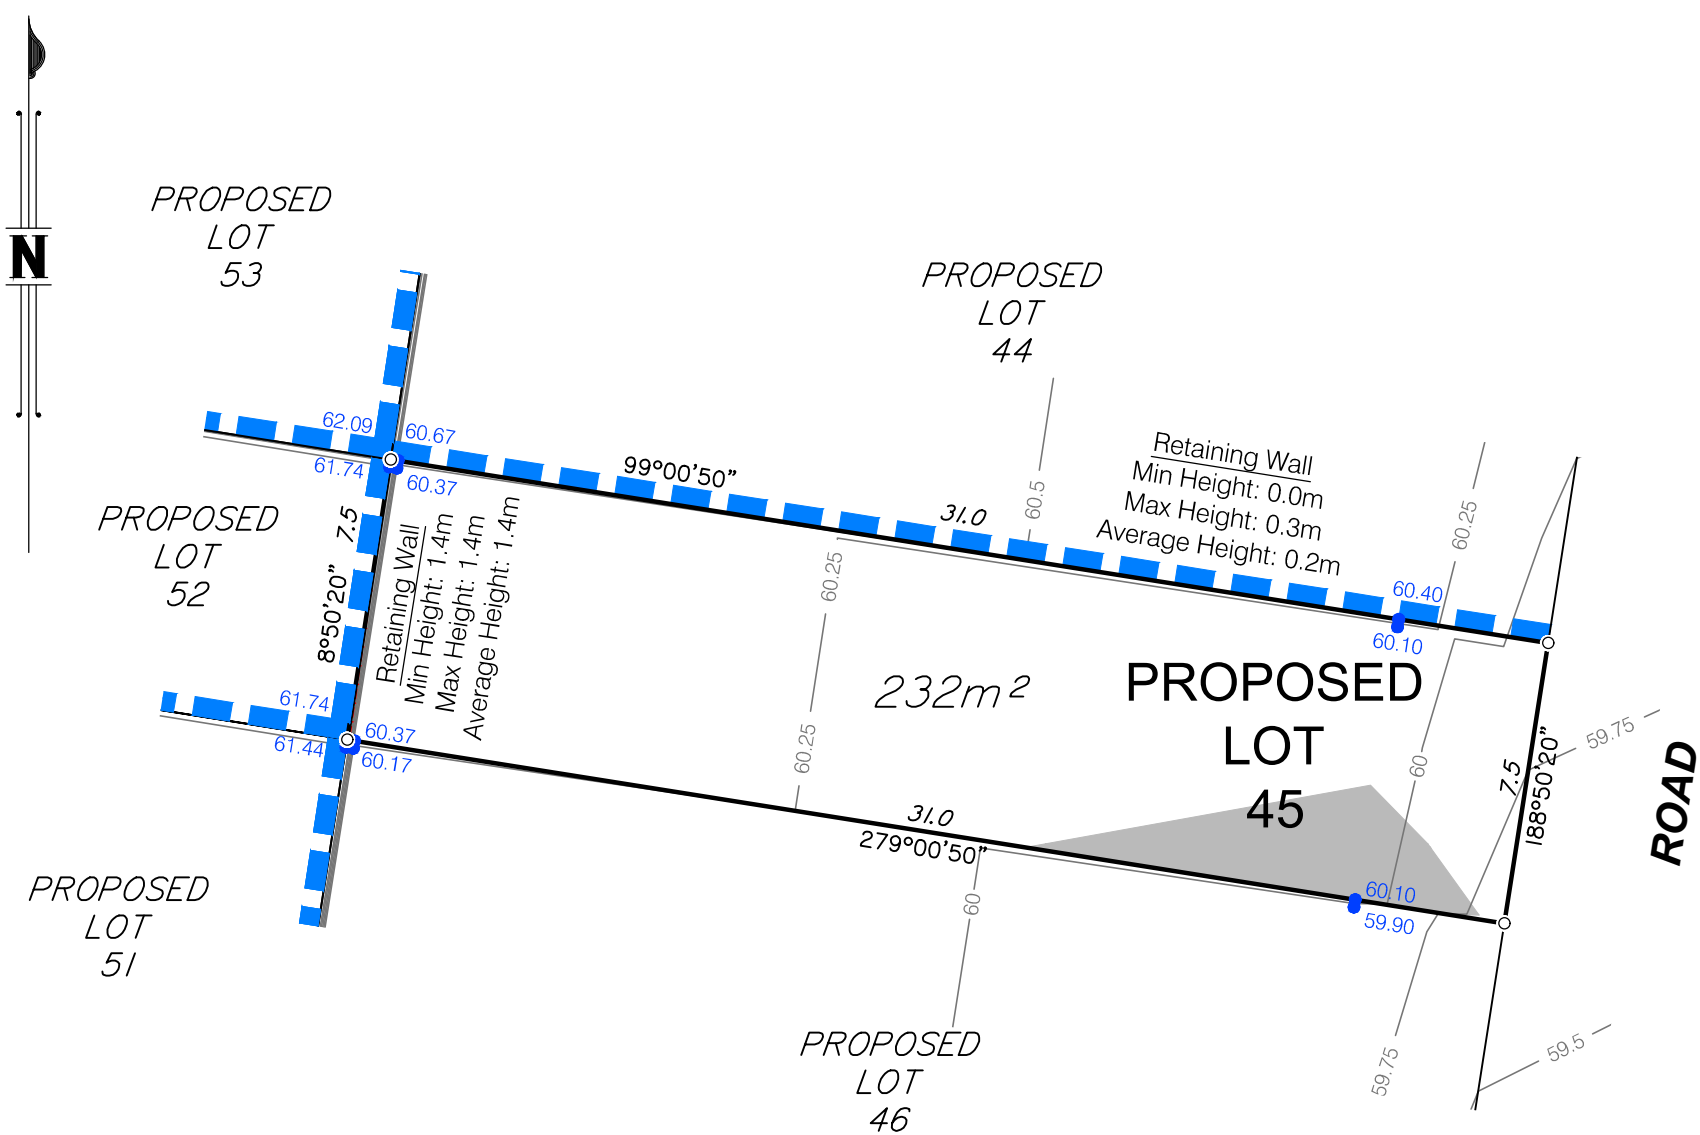 N
PROPOSED
LOT
53
PROPOSED
LOT
44
62.09
60.67
61.74
60.37
99°00'50"
31.0
60.5
Retaining Wall
Min Height: 0.0m
Max Height: 0.3m
Average Height: 0.2m
60.25
60.40
60.10
PROPOSED
LOT
52
7.5
8°50'20"
Retaining Wall
Min Height: 1.4m
Max Height: 1.4m
Average Height: 1.4m
60.25
60.25
232m²
PROPOSED
LOT
45
60
7.5
188°50'20"
59.75
ROAD
61.74
60.37
61.44
60.17
31.0
279°00'50"
60
60.10
59.90
PROPOSED
LOT
51
PROPOSED
LOT
46
59.75
59.5